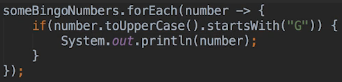 someBingoNumbers.forEach(number -> {
    if(number.toUpperCase().startsWith("G")) {
        System.out.println(number);
    }
});